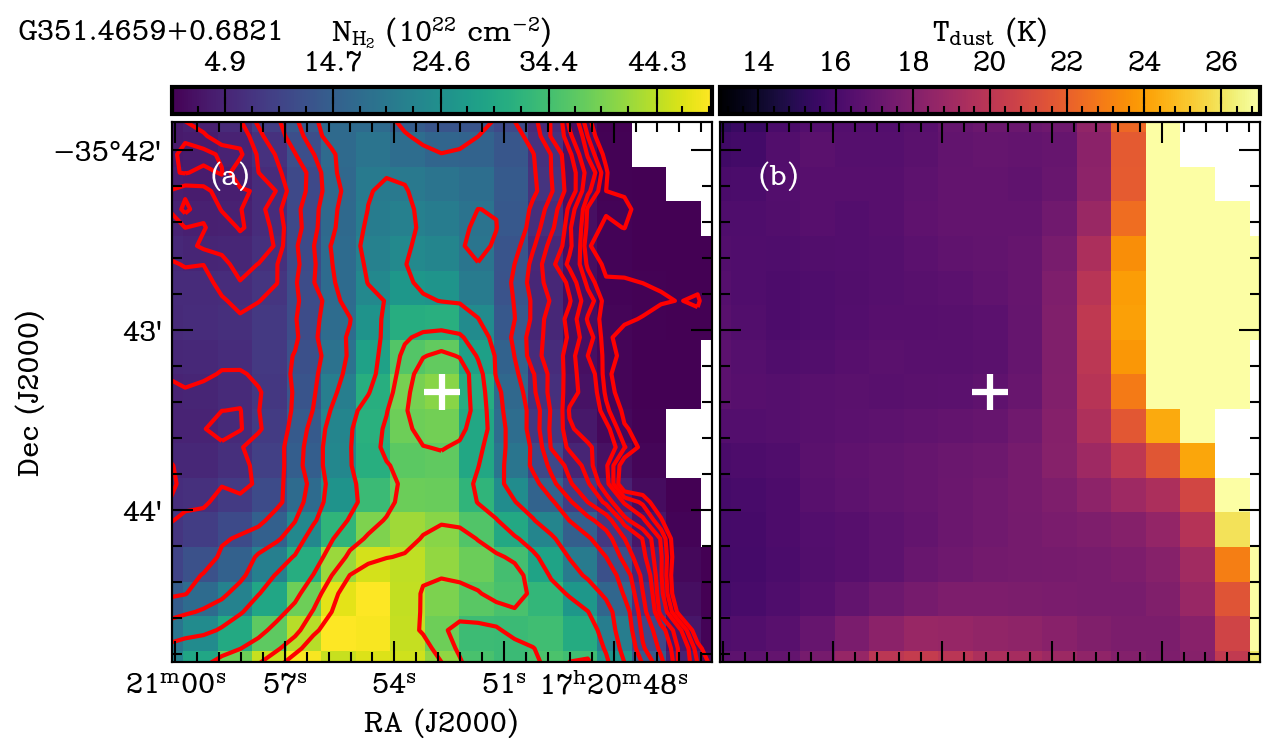 G351.4659+0.6821 N_H₂ (10²² cm⁻²) T_dust (K)
4.9 14.7 24.6 34.4 44.3 14 16 18 20 22 24 26
(a) (b)
−35°42'
43'
44'
Dec (J2000)
21ᵐ00ˢ 57ˢ 54ˢ 51ˢ 17ʰ20ᵐ48ˢ
RA (J2000)